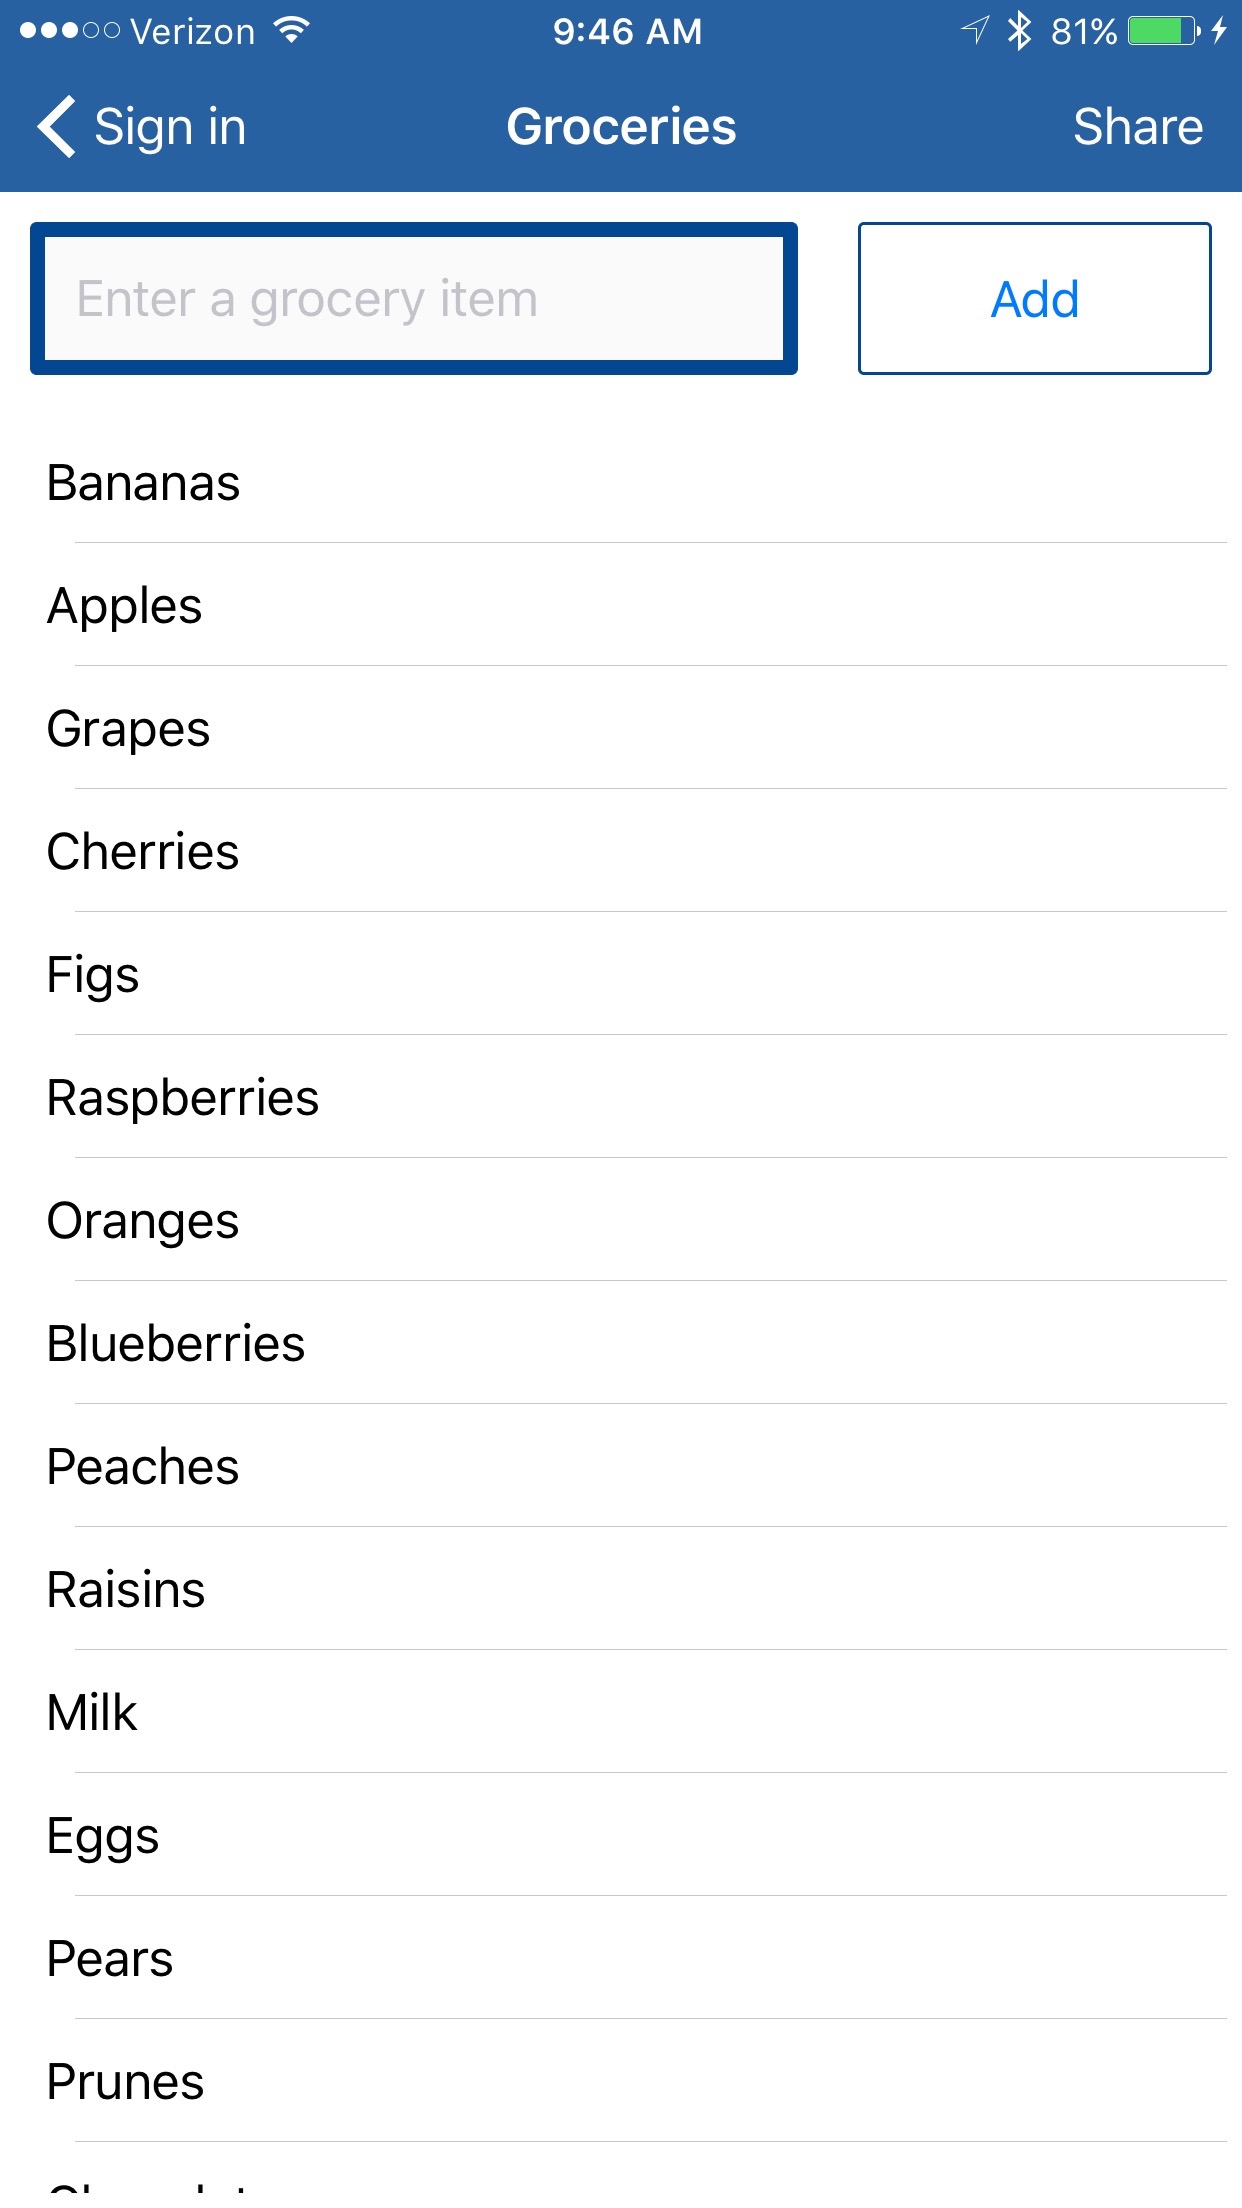 Verizon 9:46 AM 81%
Sign in Groceries Share
Enter a grocery item Add
Bananas
Apples
Grapes
Cherries
Figs
Raspberries
Oranges
Blueberries
Peaches
Raisins
Milk
Eggs
Pears
Prunes